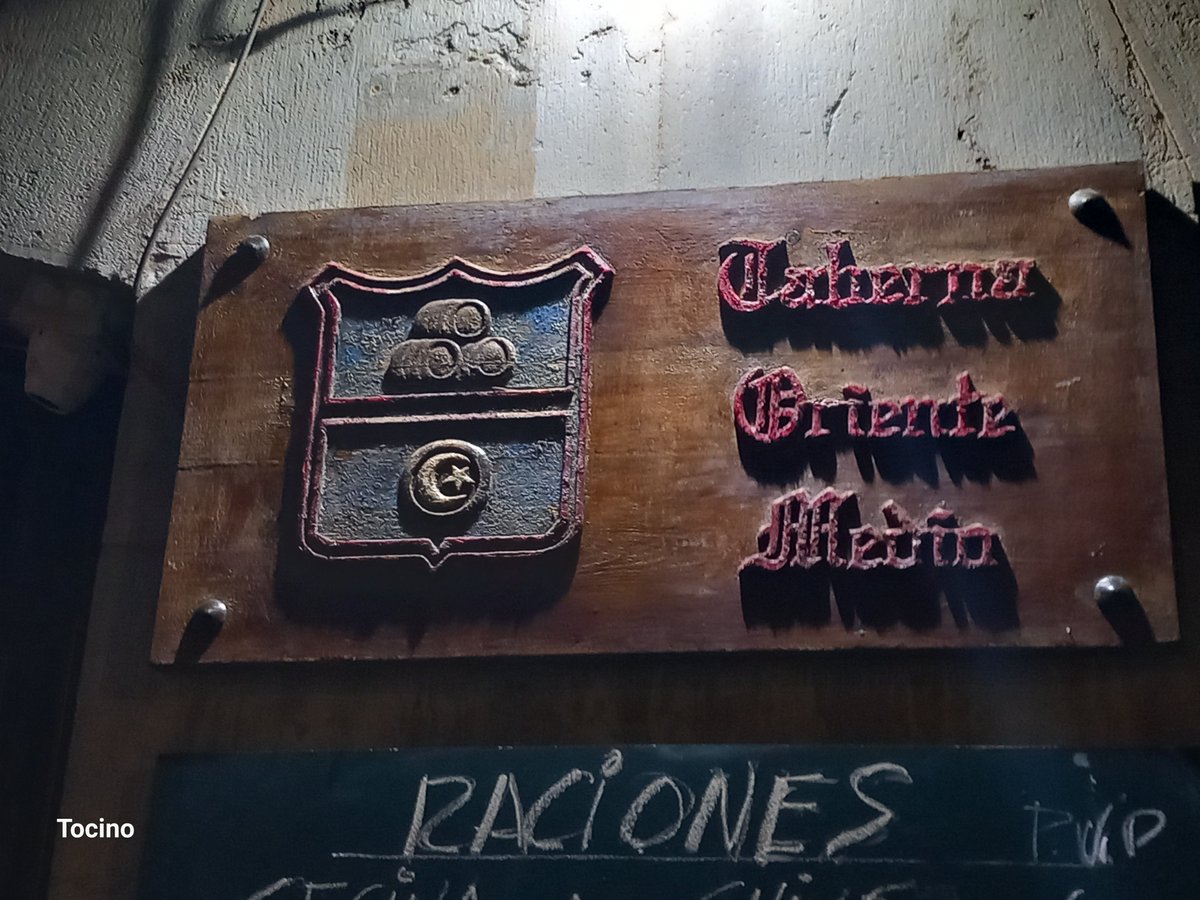 Taberna
Oriente
Medio
RACiONES
P.V.P
Tocino